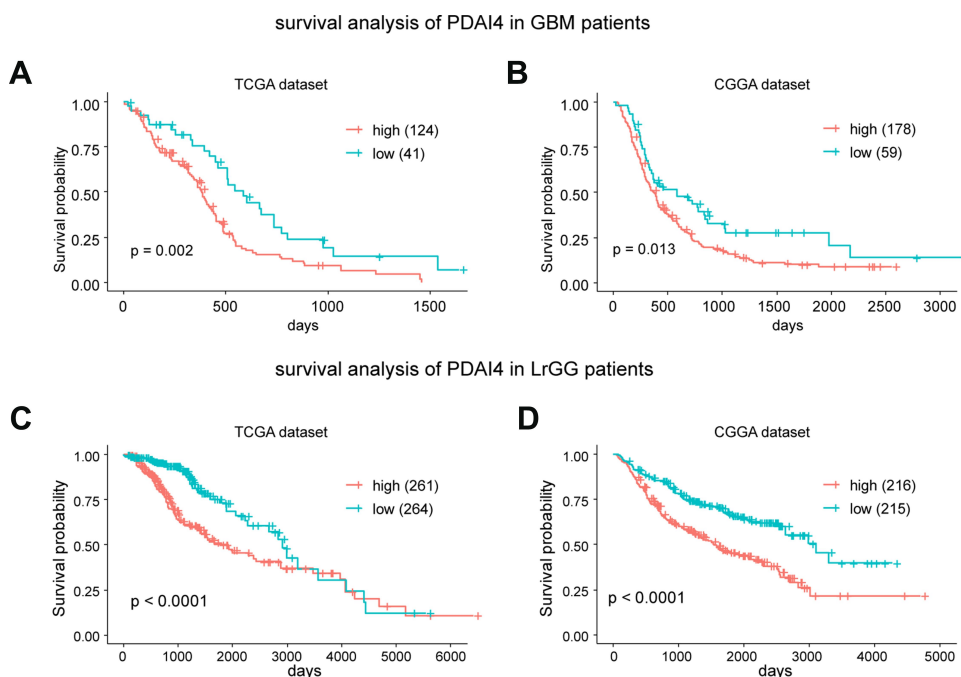 survival analysis of PDAI4 in GBM patients
A
TCGA dataset
high (124)
low (41)
p = 0.002
Survival probability
1.00
0.75
0.50
0.25
0.00
0
500
1000
1500
days
B
CGGA dataset
high (178)
low (59)
p = 0.013
Survival probability
1.00
0.75
0.50
0.25
0.00
0
500
1000
1500
2000
2500
3000
days
survival analysis of PDAI4 in LrGG patients
C
TCGA dataset
high (261)
low (264)
p < 0.0001
Survival probability
1.00
0.75
0.50
0.25
0.00
0
1000
2000
3000
4000
5000
6000
days
D
CGGA dataset
high (216)
low (215)
p < 0.0001
Survival probability
1.00
0.75
0.50
0.25
0.00
0
1000
2000
3000
4000
5000
days